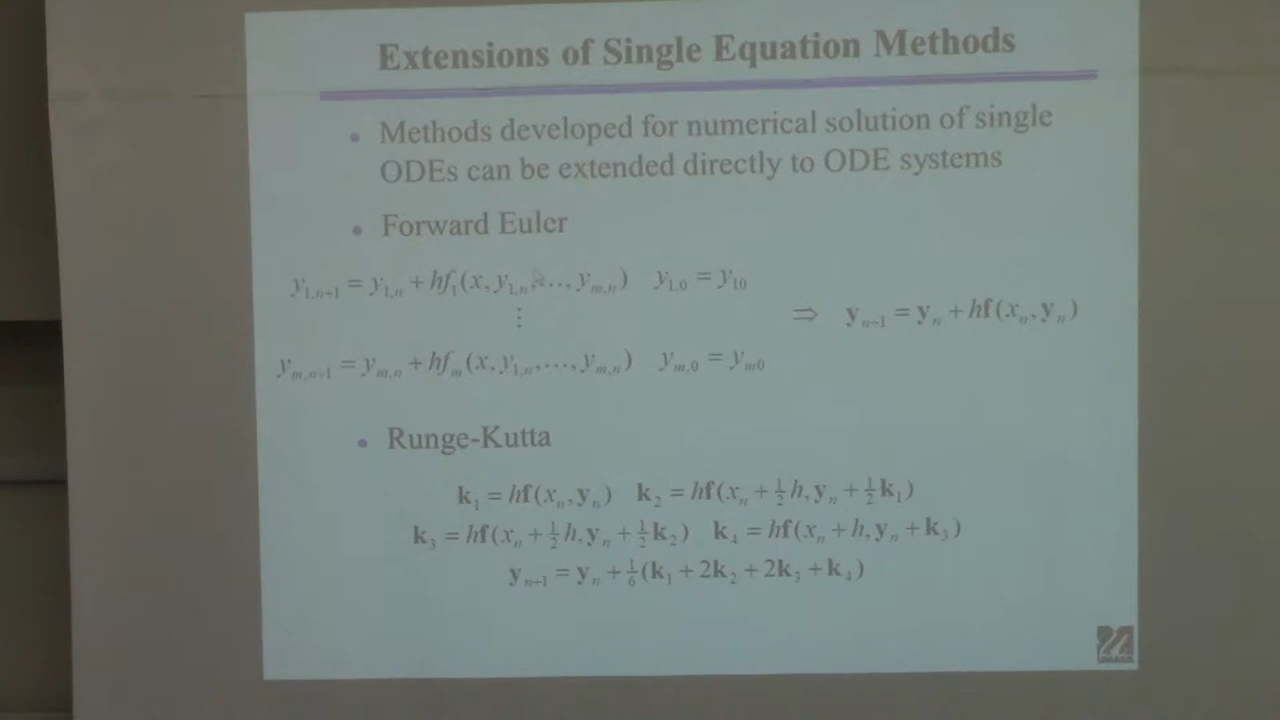 Extensions of Single Equation Methods
• Methods developed for numerical solution of single
ODEs can be extended directly to ODE systems
• Forward Euler
y₁,ₙ₊₁ = y₁,ₙ + hf₁(x, y₁,ₙ, …, yₘ,ₙ)   y₁,₀ = y₁₀
⋮
⇒ yₙ₊₁ = yₙ + hf(xₙ, yₙ)
yₘ,ₙ₊₁ = yₘ,ₙ + hfₘ(x, y₁,ₙ, …, yₘ,ₙ)   yₘ,₀ = yₘ₀
• Runge-Kutta
k₁ = hf(xₙ, yₙ)   k₂ = hf(xₙ + ½h, yₙ + ½k₁)
k₃ = hf(xₙ + ½h, yₙ + ½k₂)   k₄ = hf(xₙ + h, yₙ + k₃)
yₙ₊₁ = yₙ + ⅙(k₁ + 2k₂ + 2k₃ + k₄)